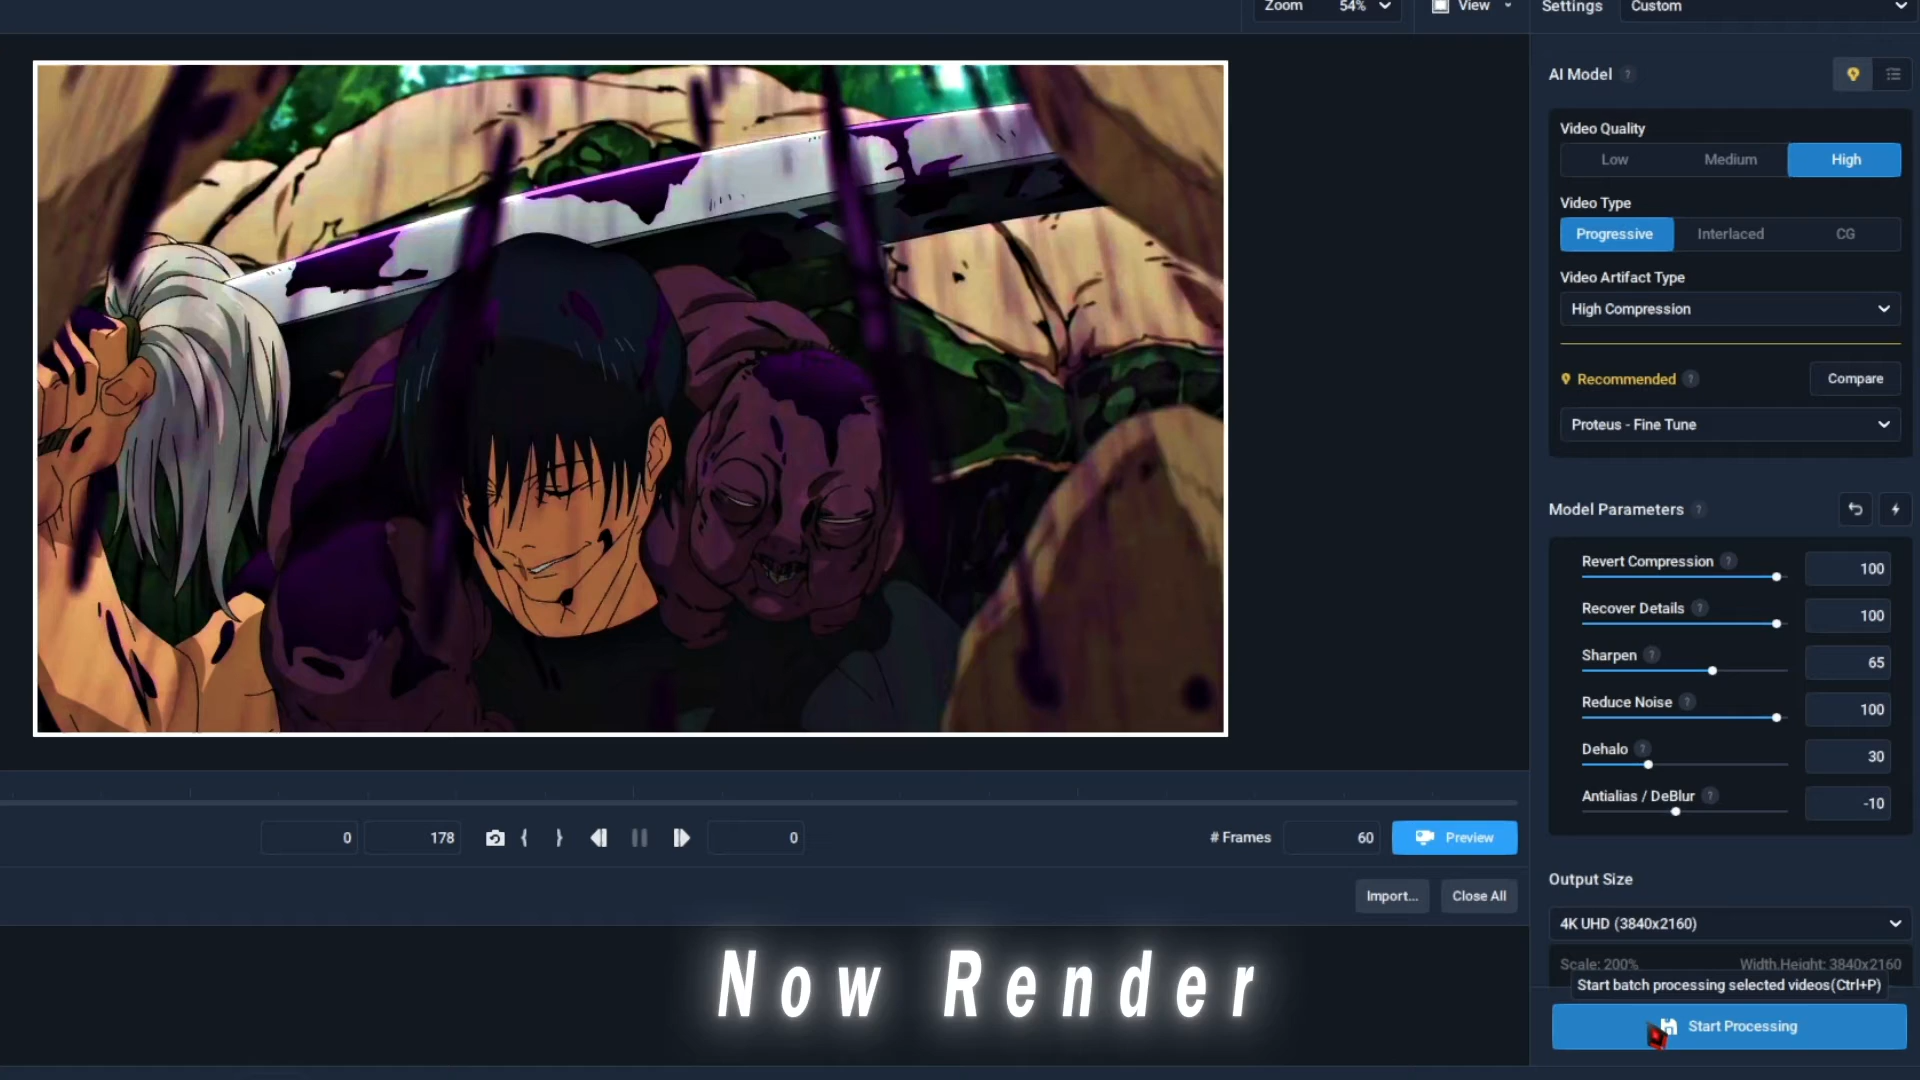 Zoom 54% View Settings Custom
AI Model ?
Video Quality
Low Medium High
Video Type
Progressive Interlaced CG
Video Artifact Type
High Compression
Recommended ? Compare
Proteus - Fine Tune
Model Parameters ?
Revert Compression ? 100
Recover Details ? 100
Sharpen ? 65
Reduce Noise ? 100
Dehalo ? 30
Antialias / DeBlur ? -10
0 178 0 # Frames 60 Preview
Output Size
Import... Close All
4K UHD (3840x2160)
Scale: 200% Width,Height: 3840x2160
Start batch processing selected videos(Ctrl+P)
Now Render
Start Processing